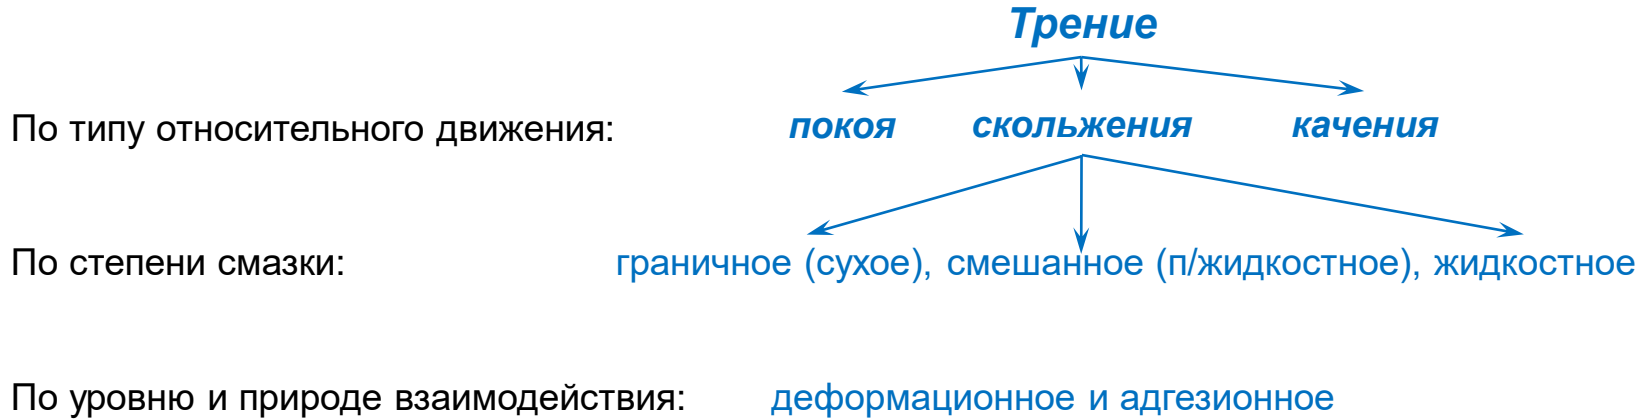 Трение
По типу относительного движения: покоя скольжения качения
По степени смазки: граничное (сухое), смешанное (п/жидкостное), жидкостное
По уровню и природе взаимодействия: деформационное и адгезионное